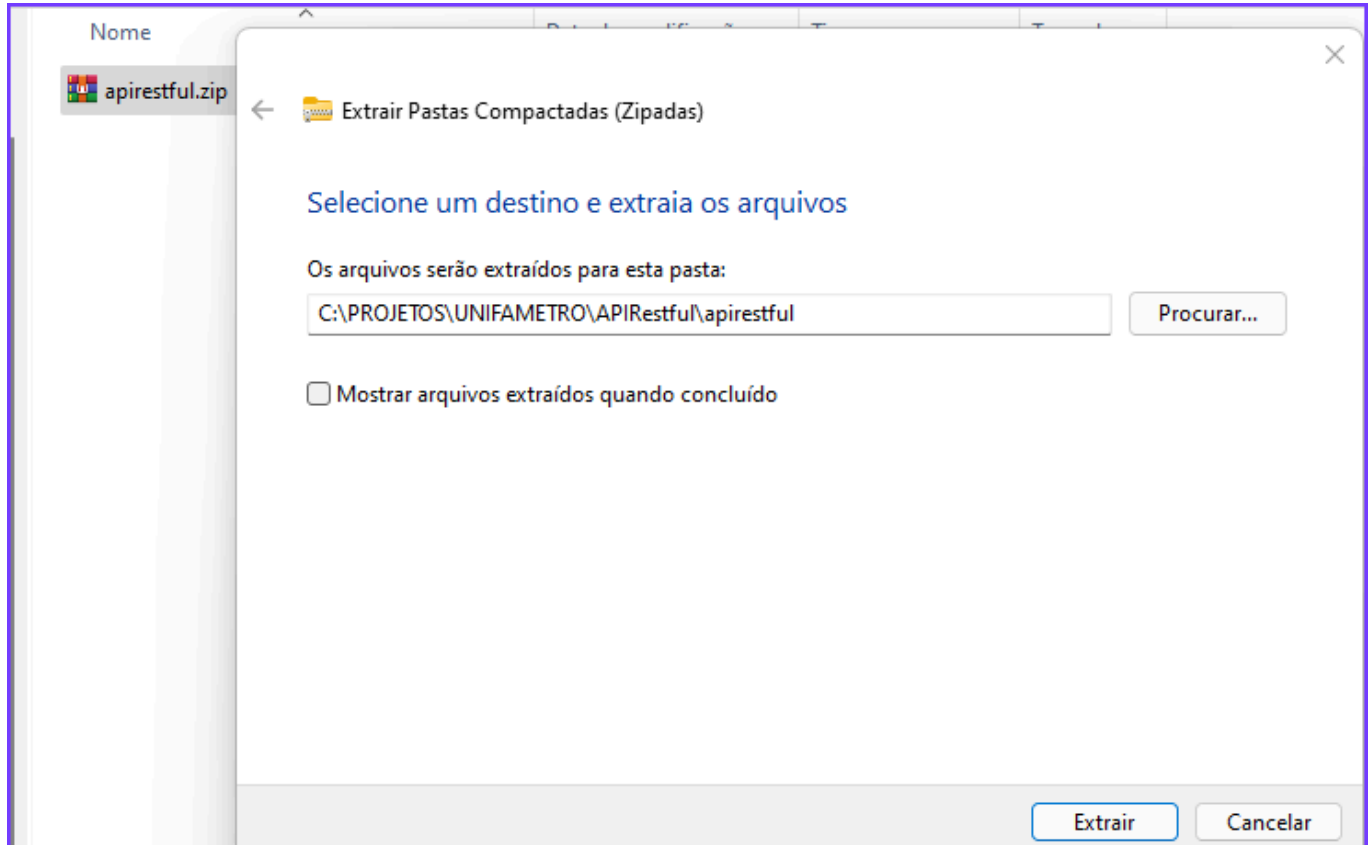 Nome
apirestful.zip
Extrair Pastas Compactadas (Zipadas)
Selecione um destino e extraia os arquivos
Os arquivos serão extraídos para esta pasta:
C:\PROJETOS\UNIFAMETRO\APIRestful\apirestful
Procurar...
Mostrar arquivos extraídos quando concluído
Extrair
Cancelar